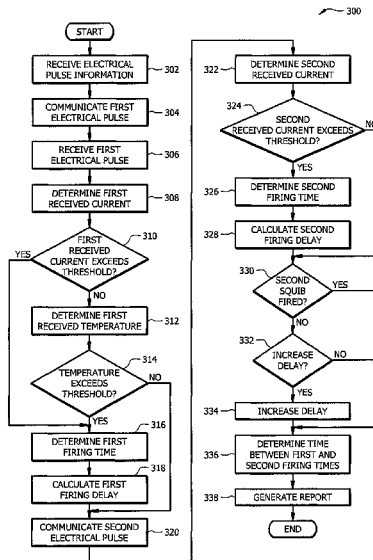 300
START
RECEIVE ELECTRICAL
PULSE INFORMATION
302
COMMUNICATE FIRST
ELECTRICAL PULSE
304
RECEIVE FIRST
ELECTRICAL PULSE
306
DETERMINE FIRST
RECEIVED CURRENT
308
310
FIRST
RECEIVED
CURRENT EXCEEDS
THRESHOLD?
YES
NO
DETERMINE FIRST
RECEIVED TEMPERATURE
312
314
TEMPERATURE
EXCEEDS
THRESHOLD?
NO
YES
316
DETERMINE FIRST
FIRING TIME
318
CALCULATE FIRST
FIRING DELAY
COMMUNICATE SECOND
ELECTRICAL PULSE
320
322
DETERMINE SECOND
RECEIVED CURRENT
324
SECOND
RECEIVED CURRENT EXCEEDS
THRESHOLD?
NO
YES
326
DETERMINE SECOND
FIRING TIME
328
CALCULATE SECOND
FIRING DELAY
330
SECOND
SQUIB
FIRED?
YES
NO
332
INCREASE
DELAY?
NO
YES
334
INCREASE DELAY
336
DETERMINE TIME
BETWEEN FIRST AND
SECOND FIRING TIMES
338
GENERATE REPORT
END